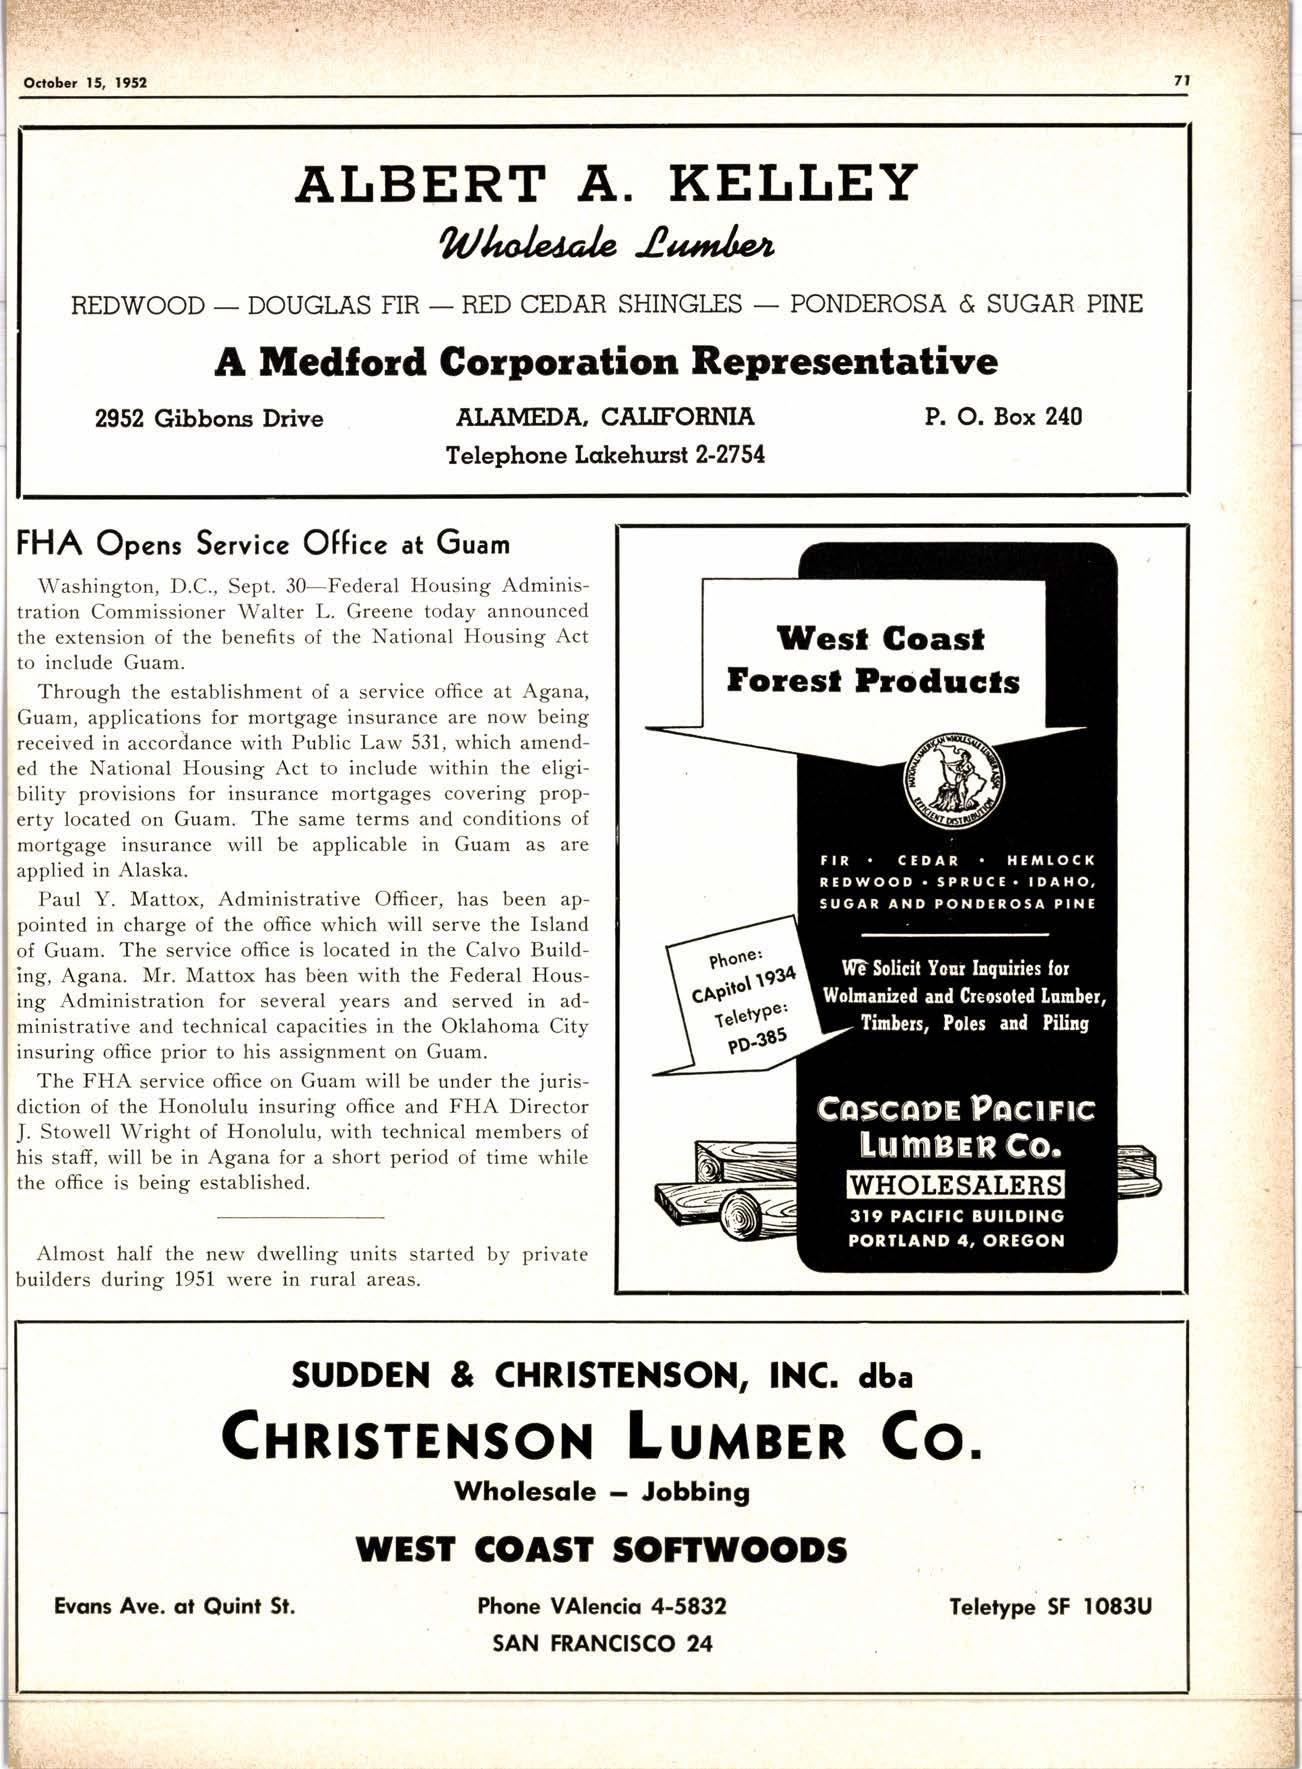 October 15, 1952
71
ALBERT A. KELLEY
Wholesale Lumber
REDWOOD — DOUGLAS FIR — RED CEDAR SHINGLES — PONDEROSA & SUGAR PINE
A Medford Corporation Representative
2952 Gibbons Drive
ALAMEDA, CALIFORNIA
P. O. Box 240
Telephone Lakehurst 2-2754
FHA Opens Service Office at Guam
Washington, D.C., Sept. 30—Federal Housing Adminis-
tration Commissioner Walter L. Greene today announced
the extension of the benefits of the National Housing Act
to include Guam.
Through the establishment of a service office at Agana,
Guam, applications for mortgage insurance are now being
received in accordance with Public Law 531, which amend-
ed the National Housing Act to include within the eligi-
bility provisions for insurance mortgages covering prop-
erty located on Guam. The same terms and conditions of
mortgage insurance will be applicable in Guam as are
applied in Alaska.
Paul Y. Mattox, Administrative Officer, has been ap-
pointed in charge of the office which will serve the Island
of Guam. The service office is located in the Calvo Build-
ing, Agana. Mr. Mattox has been with the Federal Hous-
ing Administration for several years and served in ad-
ministrative and technical capacities in the Oklahoma City
insuring office prior to his assignment on Guam.
The FHA service office on Guam will be under the juris-
diction of the Honolulu insuring office and FHA Director
J. Stowell Wright of Honolulu, with technical members of
his staff, will be in Agana for a short period of time while
the office is being established.
Almost half the new dwelling units started by private
builders during 1951 were in rural areas.
West Coast
Forest Products
NATIONAL-AMERICAN WHOLESALE LUMBER ASSN.
EFFICIENT DISTRIBUTION
FIR • CEDAR • HEMLOCK
REDWOOD • SPRUCE • IDAHO,
SUGAR AND PONDEROSA PINE
Phone:
CApitol 1934
Teletype:
PD-385
We Solicit Your Inquiries for
Wolmanized and Creosoted Lumber,
Timbers, Poles and Piling
CASCADE PACIFIC
LUMBER CO.
WHOLESALERS
319 PACIFIC BUILDING
PORTLAND 4, OREGON
SUDDEN & CHRISTENSON, INC. dba
CHRISTENSON LUMBER CO.
Wholesale — Jobbing
WEST COAST SOFTWOODS
Evans Ave. at Quint St.
Phone VAlencia 4-5832
Teletype SF 1083U
SAN FRANCISCO 24